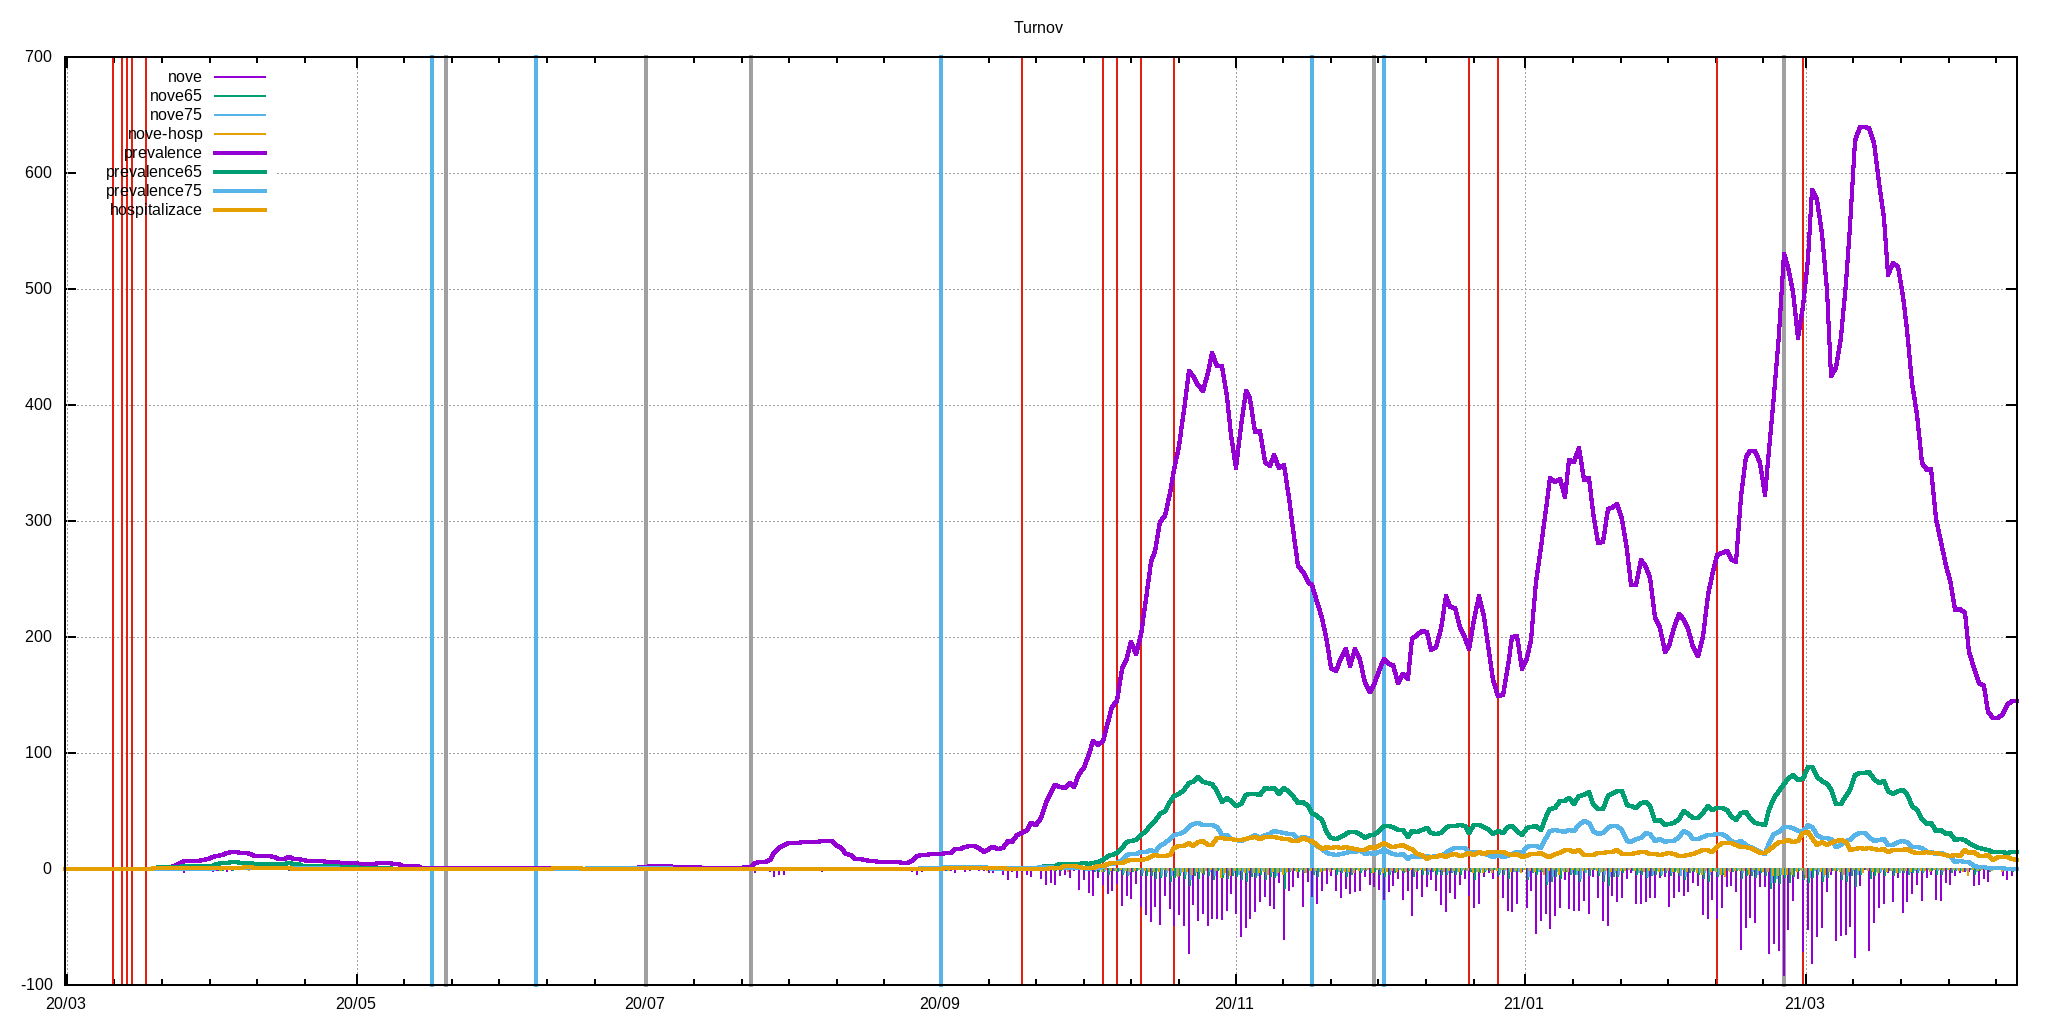 Turnov
700
600
500
400
300
200
100
0
-100
nove
nove65
nove75
nove-hosp
prevalence
prevalence65
prevalence75
hospitalizace
20/03
20/05
20/07
20/09
20/11
21/01
21/03